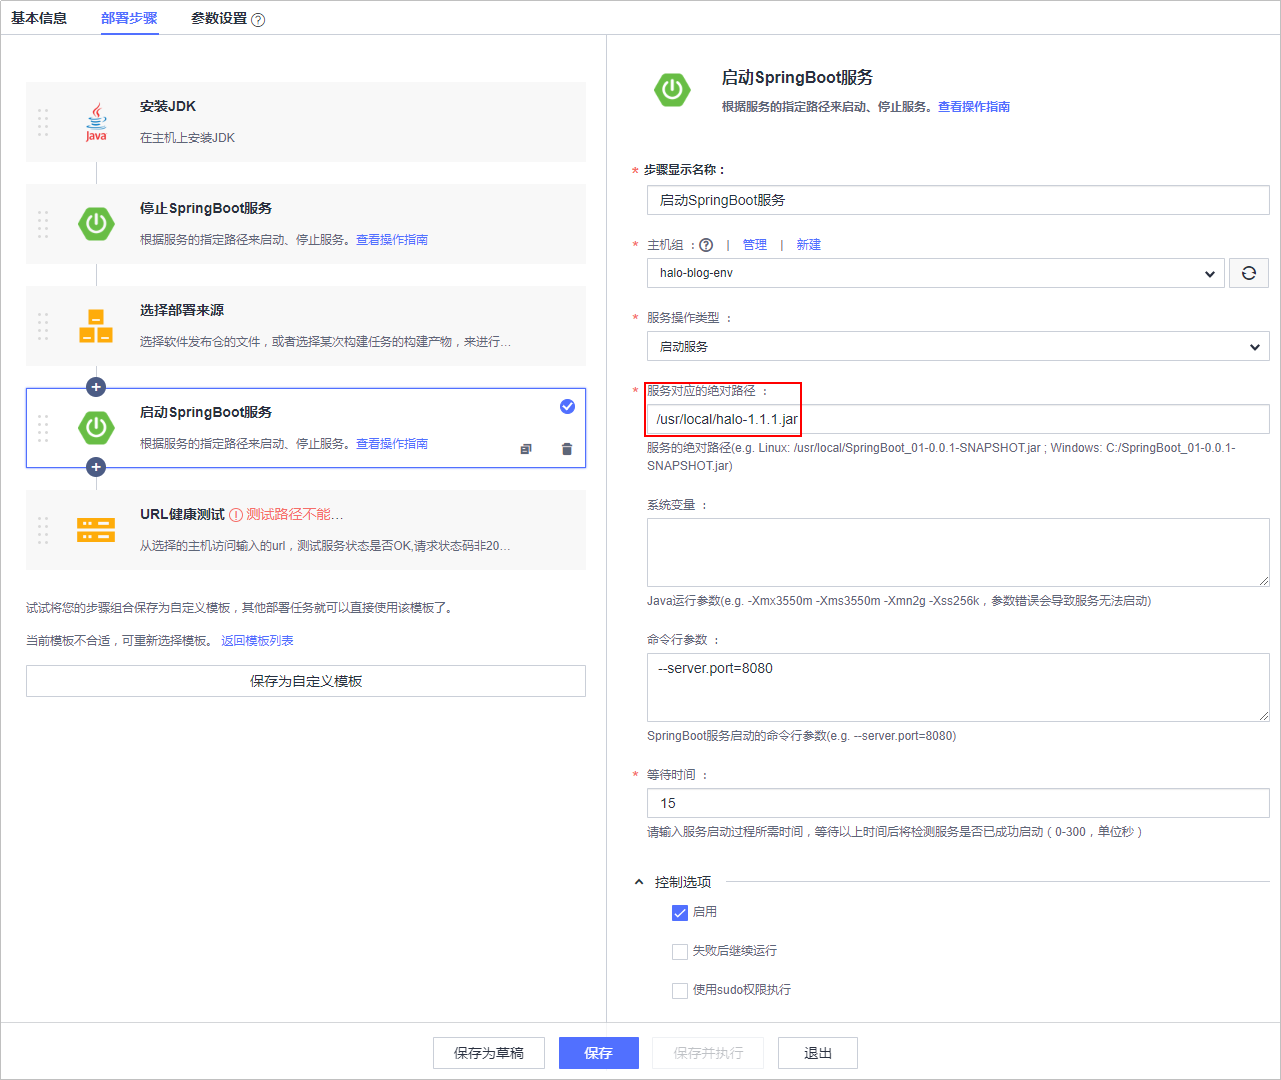 基本信息 部署步骤 参数设置 ?
安装JDK
在主机上安装JDK
停止SpringBoot服务
根据服务的指定路径来启动、停止服务。查看操作指南
选择部署来源
选择软件发布仓的文件，或者选择某次构建任务的构建产物，来进行...
启动SpringBoot服务
根据服务的指定路径来启动、停止服务。查看操作指南
URL健康测试 测试路径不能...
从选择的主机访问输入的url，测试服务状态是否OK,请求状态码非20...
试试将您的步骤组合保存为自定义模板，其他部署任务就可以直接使用该模板了。
当前模板不合适，可重新选择模板。 返回模板列表
保存为自定义模板
启动SpringBoot服务
根据服务的指定路径来启动、停止服务。查看操作指南
* 步骤显示名称：
启动SpringBoot服务
* 主机组 ：? | 管理 | 新建
halo-blog-env
* 服务操作类型 ：
启动服务
* 服务对应的绝对路径 ：
/usr/local/halo-1.1.1.jar
服务的绝对路径(e.g. Linux: /usr/local/SpringBoot_01-0.0.1-SNAPSHOT.jar ; Windows: C:/SpringBoot_01-0.0.1-
SNAPSHOT.jar)
系统变量 ：
Java运行参数(e.g. -Xmx3550m -Xms3550m -Xmn2g -Xss256k，参数错误会导致服务无法启动)
命令行参数 ：
--server.port=8080
SpringBoot服务启动的命令行参数(e.g. --server.port=8080)
* 等待时间 ：
15
请输入服务启动过程所需时间，等待以上时间后将检测服务是否已成功启动（0-300，单位秒）
控制选项
启用
失败后继续运行
使用sudo权限执行
保存为草稿 保存 保存并执行 退出
Java